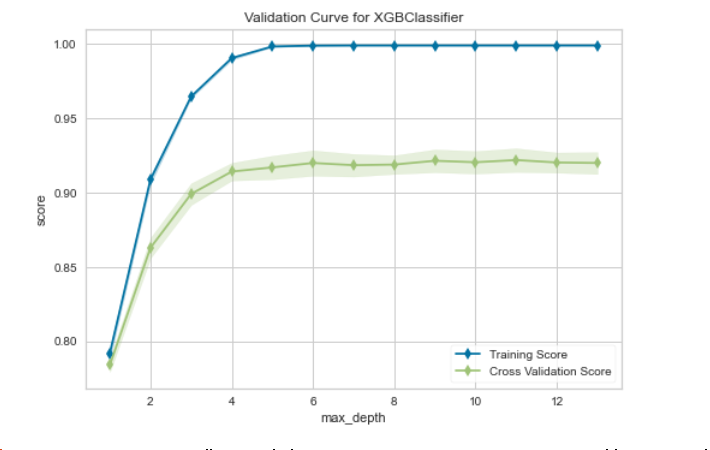 Validation Curve for XGBClassifier
1.00
0.95
0.90
0.85
0.80
score
2 4 6 8 10 12
max_depth
Training Score
Cross Validation Score